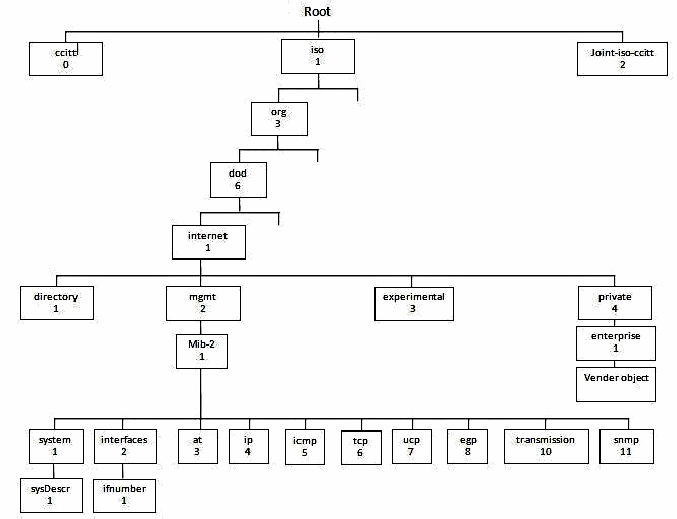 Root
ccitt
0
iso
1
Joint-iso-ccitt
2
org
3
dod
6
internet
1
directory
1
mgmt
2
experimental
3
private
4
Mib-2
1
enterprise
1
Vender object
system
1
interfaces
2
at
3
ip
4
icmp
5
tcp
6
ucp
7
egp
8
transmission
10
snmp
11
sysDescr
1
ifnumber
1